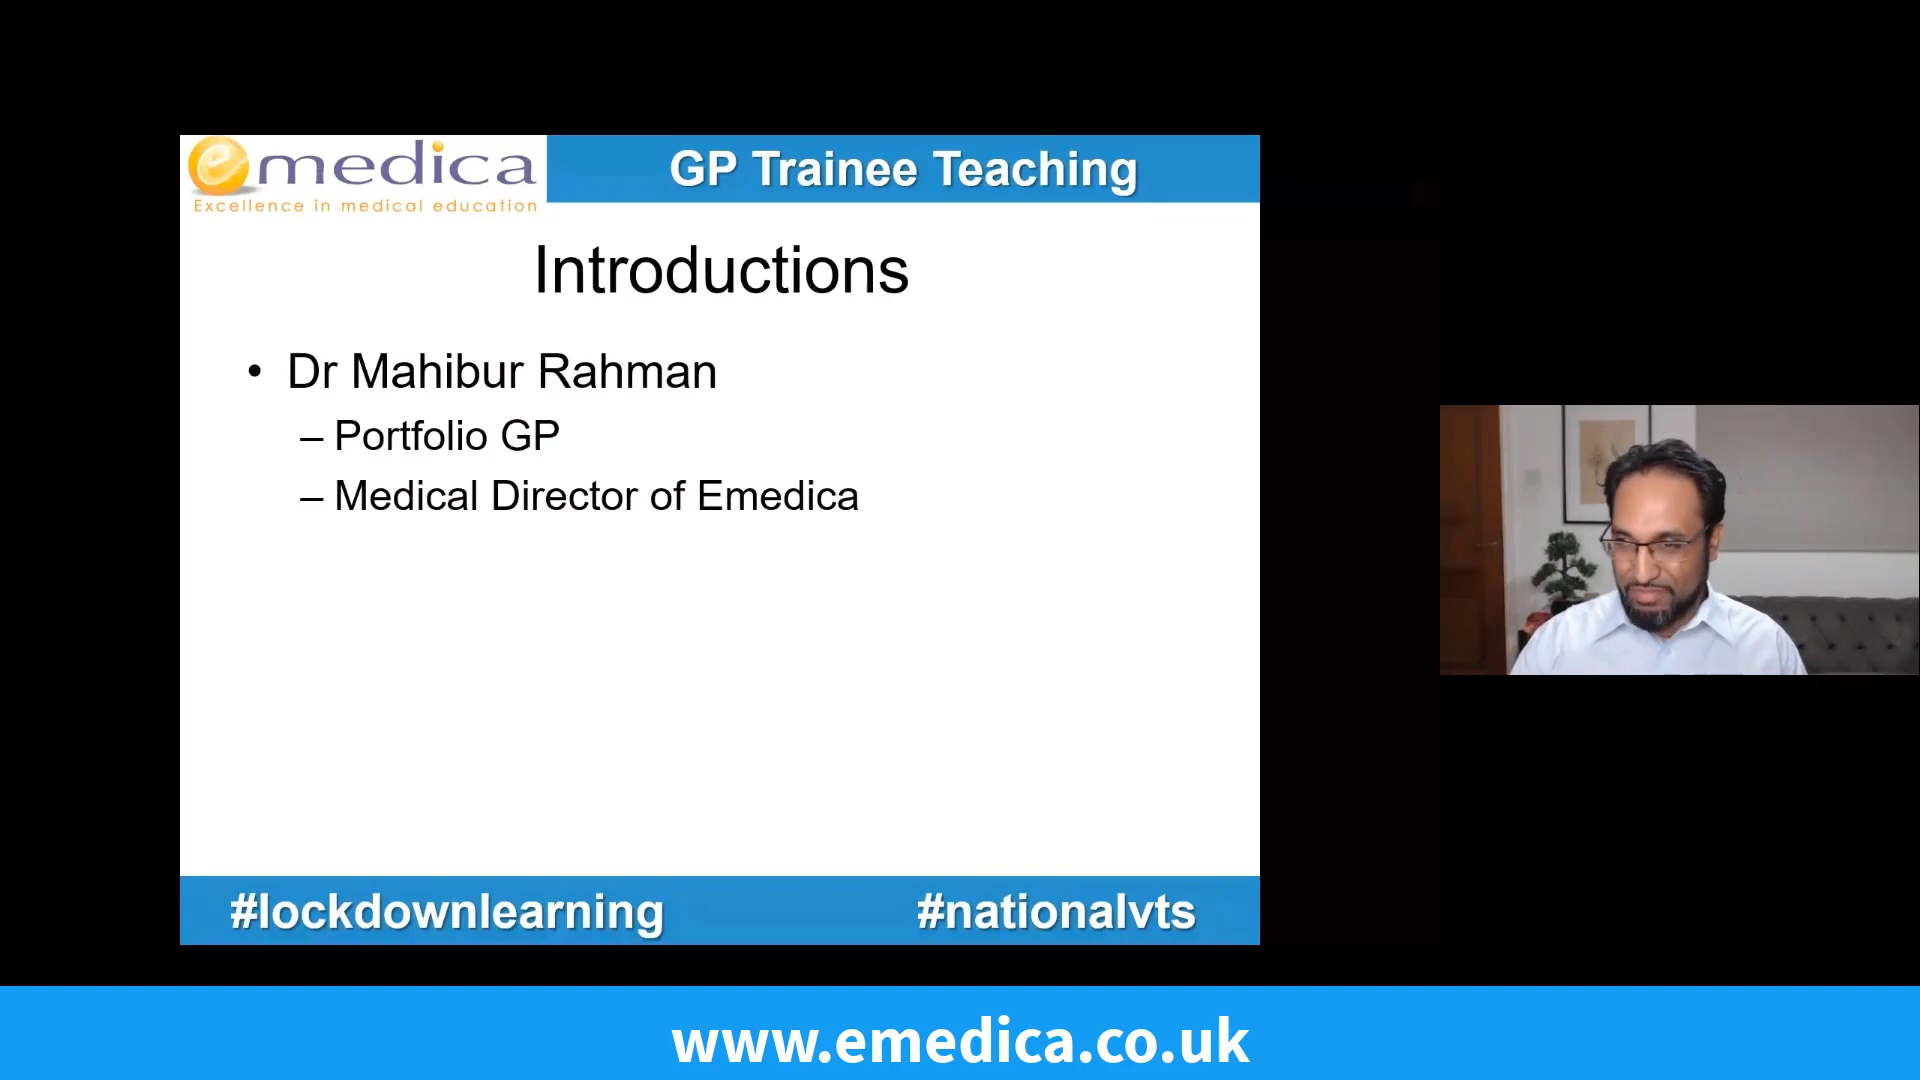 emedica
Excellence in medical education
GP Trainee Teaching
Introductions
• Dr Mahibur Rahman
– Portfolio GP
– Medical Director of Emedica
#lockdownlearning
#nationalvts
www.emedica.co.uk